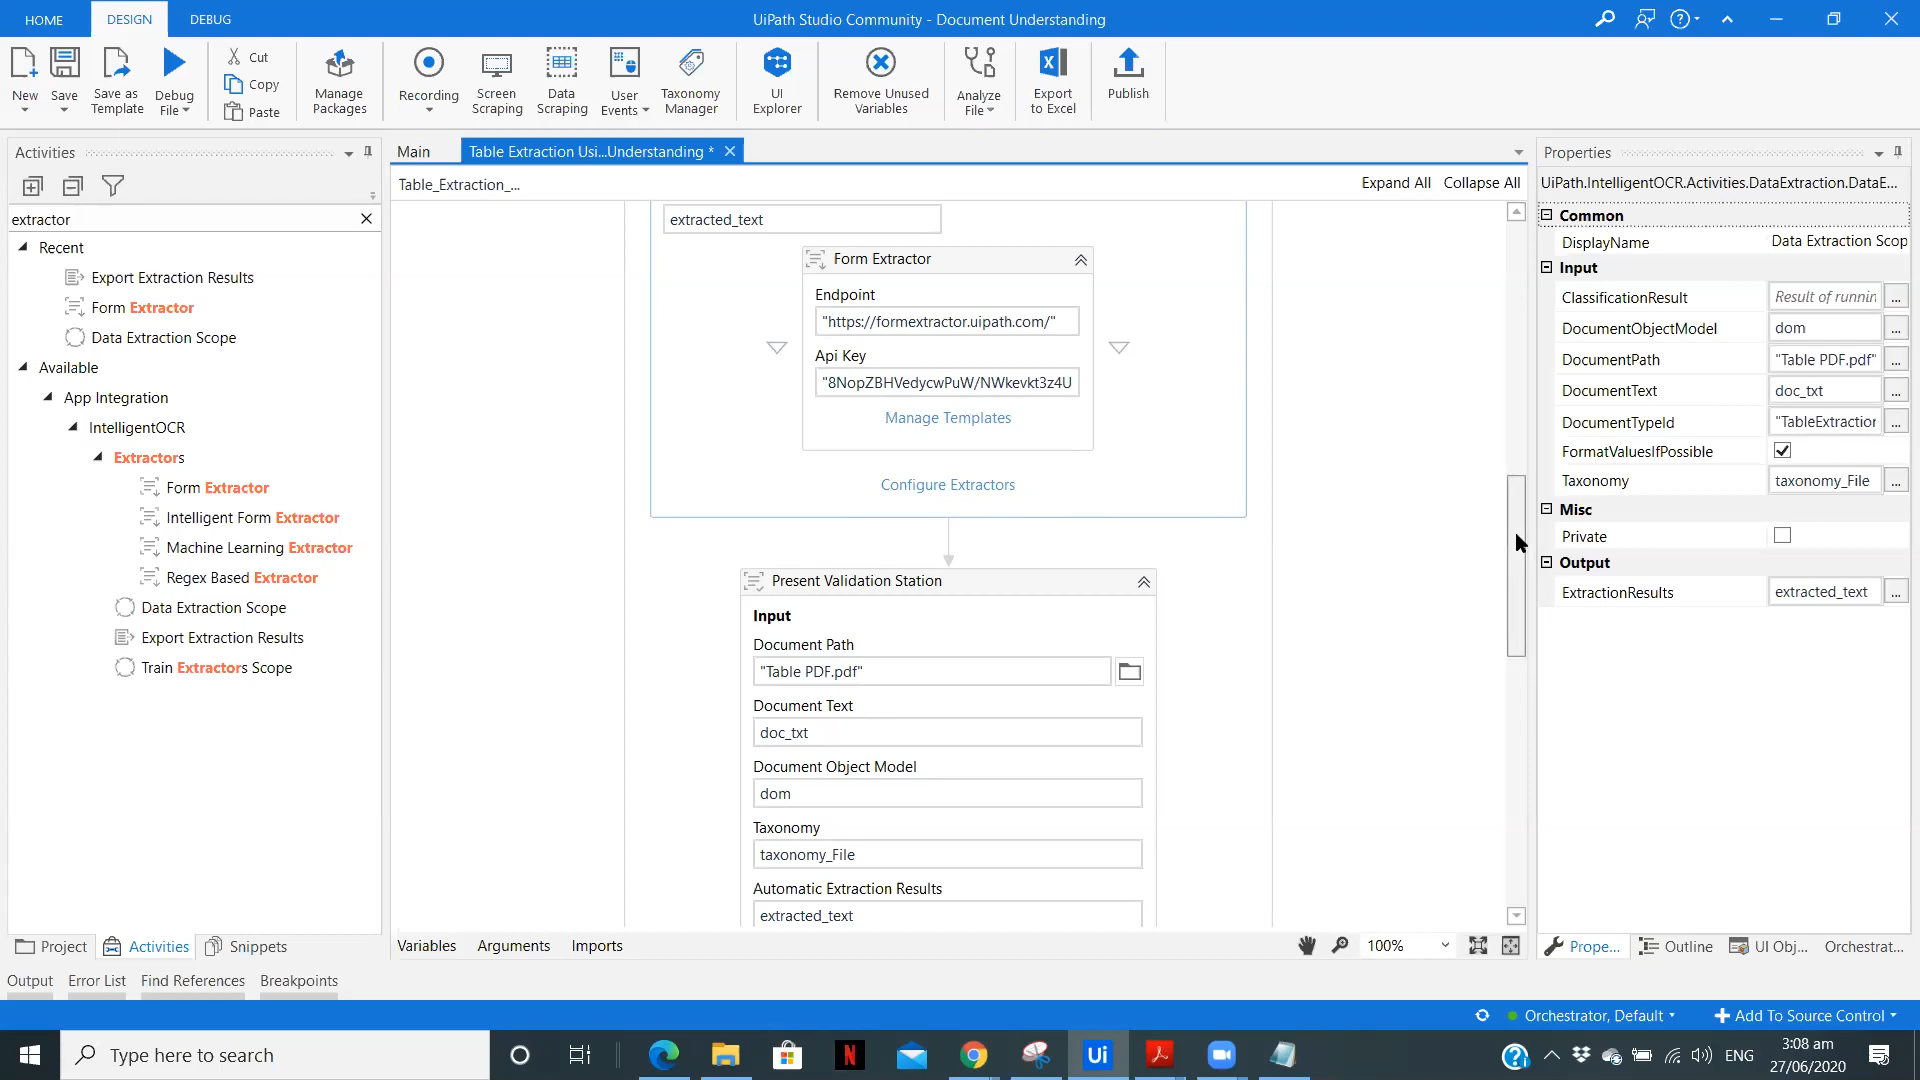 HOME
DESIGN
DEBUG
UiPath Studio Community - Document Understanding
New
Save
Save as Template
Debug File
Cut
Copy
Paste
Manage Packages
Recording
Screen Scraping
Data Scraping
User Events
Taxonomy Manager
UI Explorer
Remove Unused Variables
Analyze File
Export to Excel
Publish
Activities
extractor
Recent
Export Extraction Results
Form Extractor
Data Extraction Scope
Available
App Integration
IntelligentOCR
Extractors
Form Extractor
Intelligent Form Extractor
Machine Learning Extractor
Regex Based Extractor
Data Extraction Scope
Export Extraction Results
Train Extractors Scope
Project
Activities
Snippets
Main
Table Extraction Usi...Understanding *
Table_Extraction_...
Expand All
Collapse All
extracted_text
Form Extractor
Endpoint
"https://formextractor.uipath.com/"
Api Key
"8NopZBHVedycwPuW/NWkevkt3z4U
Manage Templates
Configure Extractors
Present Validation Station
Input
Document Path
"Table PDF.pdf"
Document Text
doc_txt
Document Object Model
dom
Taxonomy
taxonomy_File
Automatic Extraction Results
extracted_text
Variables
Arguments
Imports
100%
Properties
UiPath.IntelligentOCR.Activities.DataExtraction.DataE...
Common
DisplayName Data Extraction Scop
Input
ClassificationResult Result of runnin ...
DocumentObjectModel dom ...
DocumentPath "Table PDF.pdf" ...
DocumentText doc_txt ...
DocumentTypeId "TableExtraction ...
FormatValuesIfPossible
Taxonomy taxonomy_File ...
Misc
Private
Output
ExtractionResults extracted_text ...
Prope...
Outline
UI Obj...
Orchestrat...
Output
Error List
Find References
Breakpoints
Orchestrator, Default
Add To Source Control
Type here to search
N
Ui
ENG
3:08 am
27/06/2020